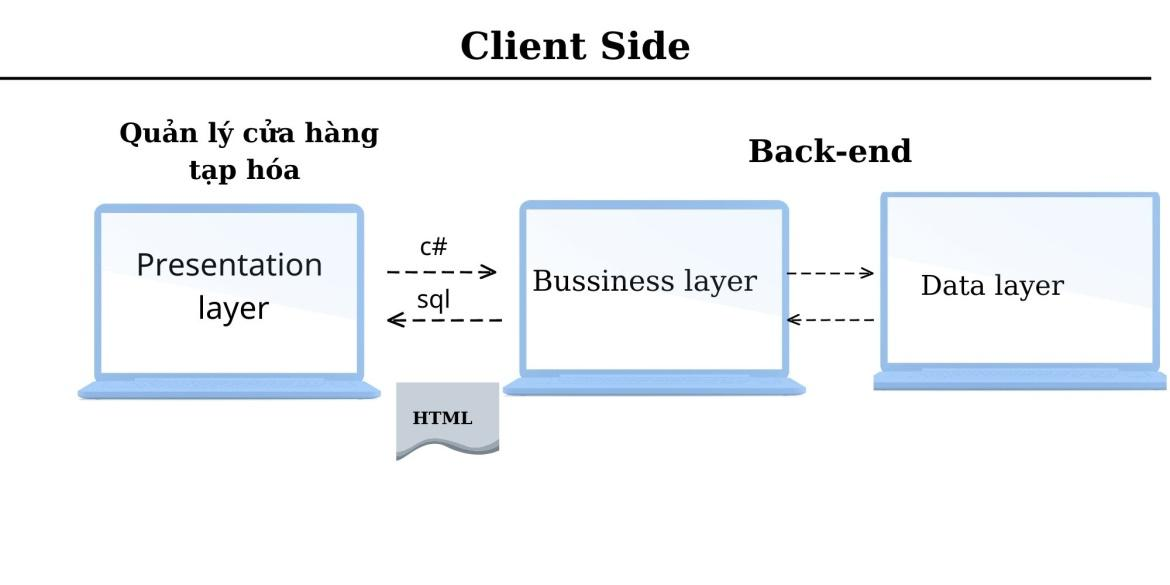 Client Side
Quản lý cửa hàng
tạp hóa
Back-end
Presentation
layer
c#
sql
Bussiness layer
Data layer
HTML